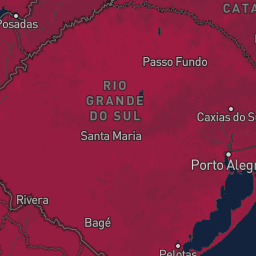 CATA
Posadas
Passo Fundo
RIO
GRANDE
DO SUL
Caxias do S
Santa Maria
Porto Alegr
Rivera
Bagé
Pelotas